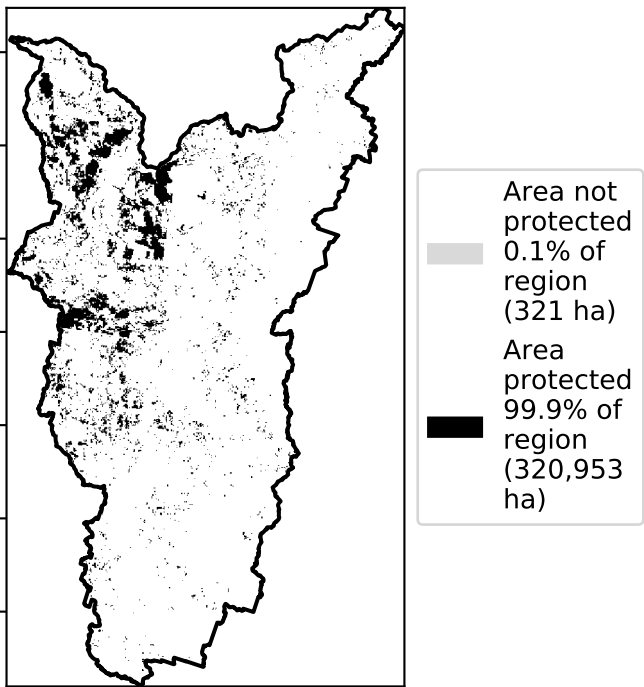 Area not
protected
0.1% of
region
(321 ha)
Area
protected
99.9% of
region
(320,953
ha)